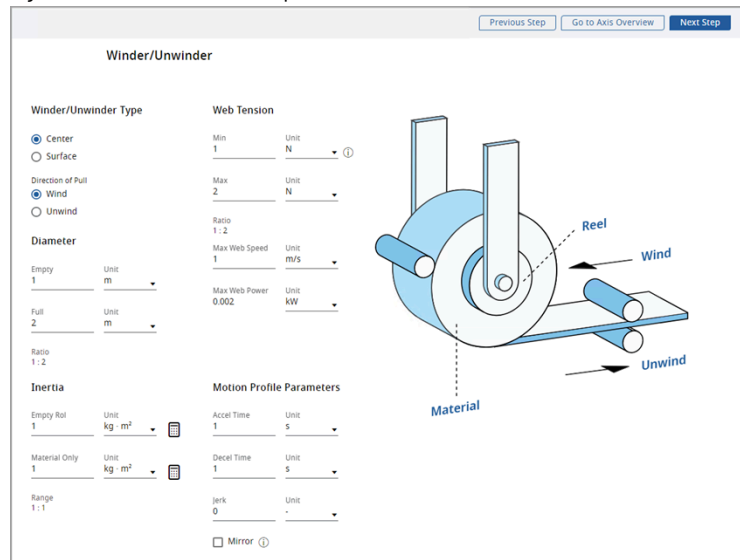 Previous Step
Go to Axis Overview
Next Step
Winder/Unwinder
Winder/Unwinder Type
Center
Surface
Direction of Pull
Wind
Unwind
Diameter
Empty
Unit
1
m
Full
Unit
2
m
Ratio
1 : 2
Inertia
Empty Rol
Unit
1
kg · m²
Material Only
Unit
1
kg · m²
Range
1 : 1
Web Tension
Min
Unit
1
N
Max
Unit
2
N
Ratio
1 : 2
Max Web Speed
Unit
1
m/s
Max Web Power
Unit
0.002
kW
Motion Profile Parameters
Accel Time
Unit
1
s
Decel Time
Unit
1
s
Jerk
Unit
0
-
Mirror
Reel
Wind
Unwind
Material